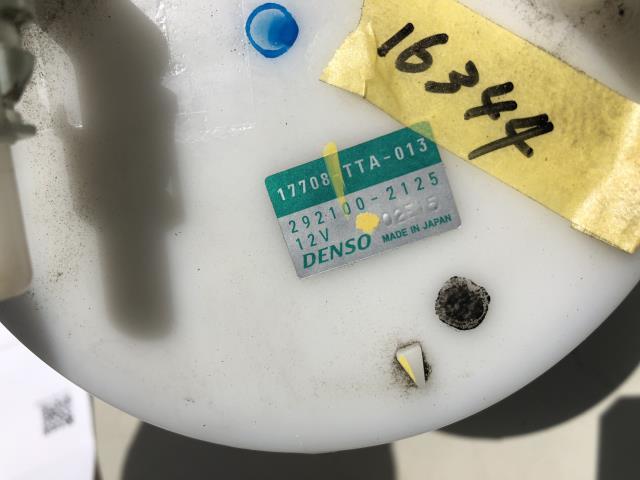 16344
17708-TTA-013
292100-2125
12V
DENSO MADE IN JAPAN